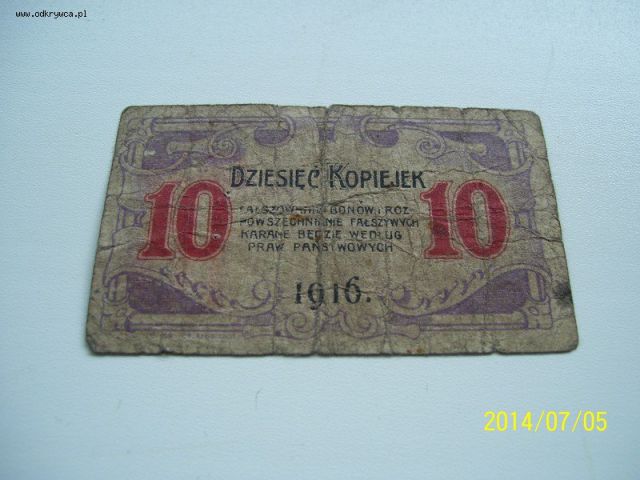 www.odkrywca.pl
DZIESIĘĆ KOPIEJEK
10 10
FAŁSZOWANIE BONÓW I ROZ-
POWSZECHNIANIE FAŁSZYWYCH
KARANE BĘDZIE WEDŁUG
PRAW PAŃSTWOWYCH
1916.
2014/07/05